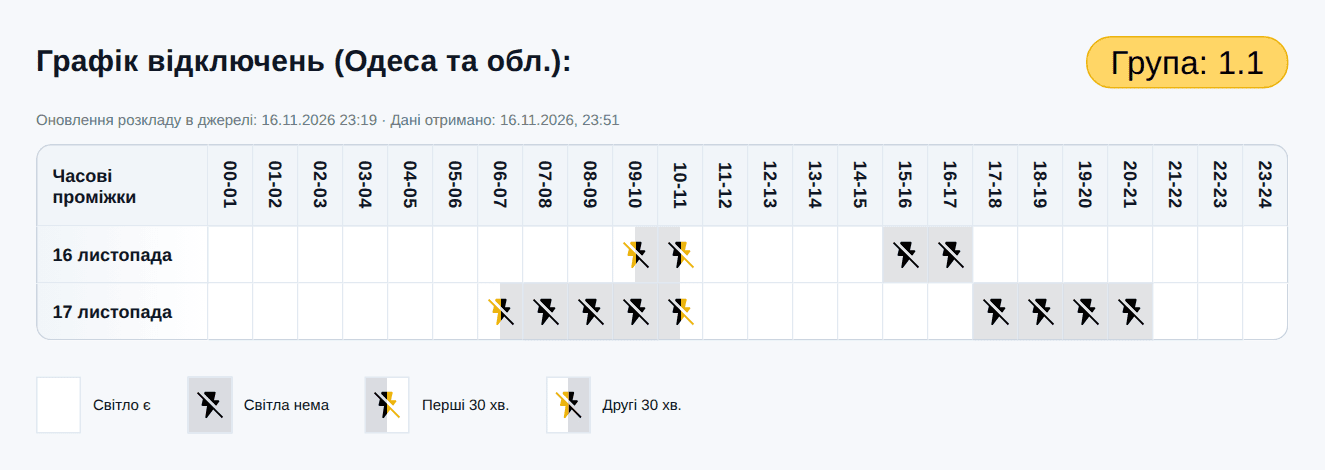 Графік відключень (Одеса та обл.):
Група: 1.1
Оновлення розкладу в джерелі: 16.11.2026 23:19 · Дані отримано: 16.11.2026, 23:51
Часові
проміжки
00-01
01-02
02-03
03-04
04-05
05-06
06-07
07-08
08-09
09-10
10-11
11-12
12-13
13-14
14-15
15-16
16-17
17-18
18-19
19-20
20-21
21-22
22-23
23-24
16 листопада
17 листопада
Світло є
Світла нема
Перші 30 хв.
Другі 30 хв.